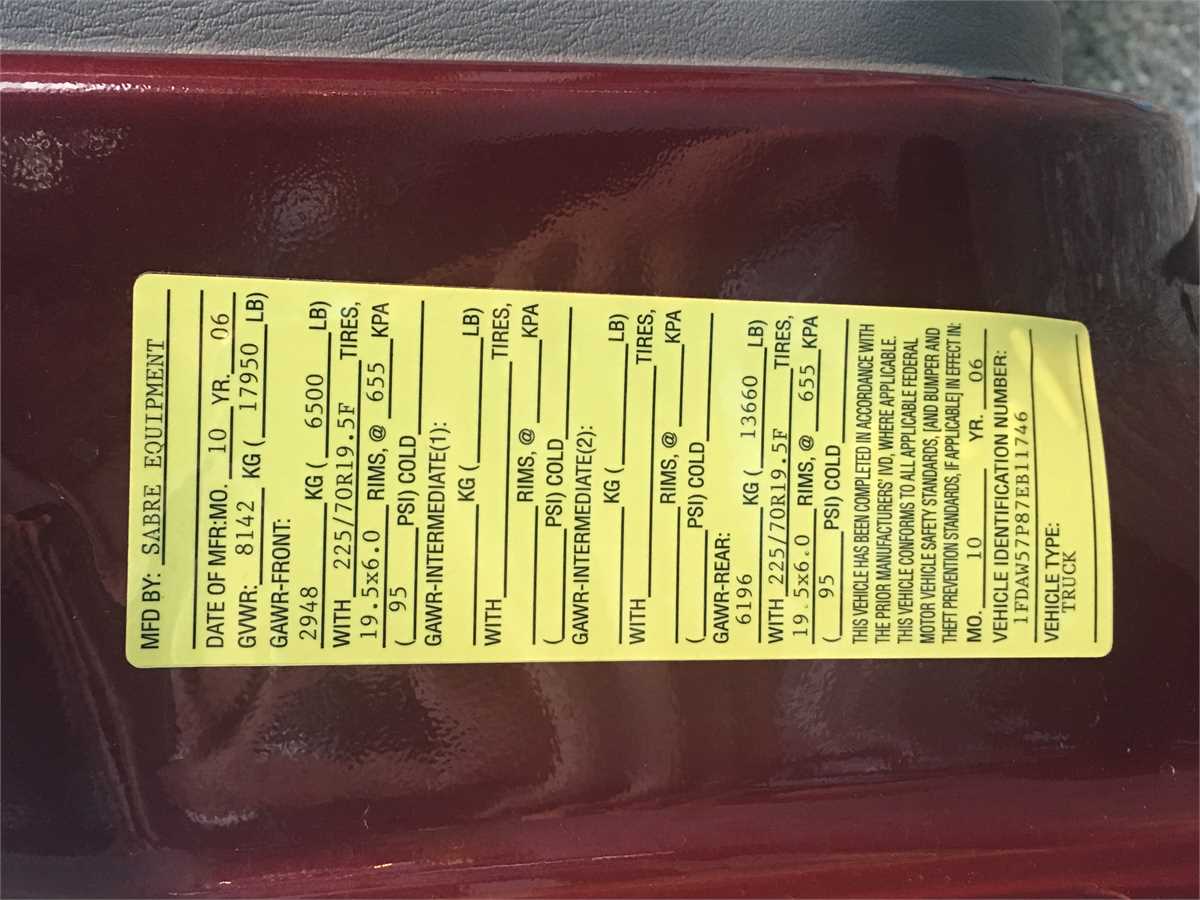 MFD BY: SABRE EQUIPMENT
DATE OF MFR:MO. 10 YR. 06
GVWR: 8142 KG ( 17950 LB)
GAWR-FRONT:
2948 KG ( 6500 LB)
WITH 225/70R19.5F TIRES,
19.5x6.0 RIMS, @ 655 KPA
( 95 PSI) COLD
GAWR-INTERMEDIATE(1):
KG ( LB)
WITH TIRES,
RIMS, @ KPA
( PSI) COLD
GAWR-INTERMEDIATE(2):
KG ( LB)
WITH TIRES,
RIMS, @ KPA
( PSI) COLD
GAWR-REAR:
6196 KG ( 13660 LB)
WITH 225/70R19.5F TIRES,
19.5x6.0 RIMS, @ 655 KPA
( 95 PSI) COLD
THIS VEHICLE HAS BEEN COMPLETED IN ACCORDANCE WITH
THE PRIOR MANUFACTURERS' IVD, WHERE APPLICABLE.
THIS VEHICLE CONFORMS TO ALL APPLICABLE FEDERAL
MOTOR VEHICLE SAFETY STANDARDS, [AND BUMPER AND
THEFT PREVENTION STANDARDS, IF APPLICABLE] IN EFFECT IN:
MO. 10 YR. 06
VEHICLE IDENTIFICATION NUMBER:
1FDAW57P87EB11746
VEHICLE TYPE:
TRUCK